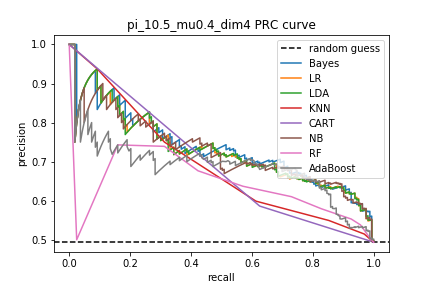 pi_10.5_mu0.4_dim4 PRC curve
precision
1.0
0.9
0.8
0.7
0.6
0.5
random guess
Bayes
LR
LDA
KNN
CART
NB
RF
AdaBoost
0.0 0.2 0.4 0.6 0.8 1.0
recall